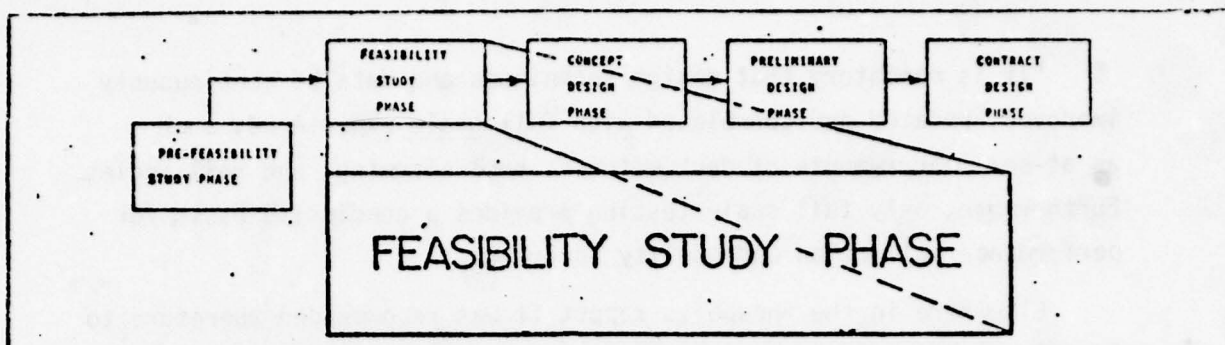 FEASIBILITY
STUDY
PHASE
CONCEPT
DESIGN
PHASE
PRELIMINARY
DESIGN
PHASE
CONTRACT
DESIGN
PHASE
PRE-FEASIBILITY
STUDY PHASE
FEASIBILITY STUDY PHASE